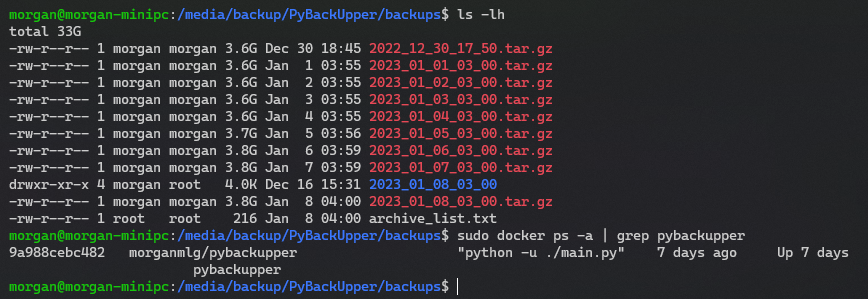 morgan@morgan-minipc:/media/backup/PyBackUpper/backups$ ls -lh
total 33G
-rw-r--r-- 1 morgan morgan 3.6G Dec 30 18:45 2022_12_30_17_50.tar.gz
-rw-r--r-- 1 morgan morgan 3.6G Jan  1 03:55 2023_01_01_03_00.tar.gz
-rw-r--r-- 1 morgan morgan 3.6G Jan  2 03:55 2023_01_02_03_00.tar.gz
-rw-r--r-- 1 morgan morgan 3.6G Jan  3 03:55 2023_01_03_03_00.tar.gz
-rw-r--r-- 1 morgan morgan 3.6G Jan  4 03:55 2023_01_04_03_00.tar.gz
-rw-r--r-- 1 morgan morgan 3.7G Jan  5 03:56 2023_01_05_03_00.tar.gz
-rw-r--r-- 1 morgan morgan 3.8G Jan  6 03:59 2023_01_06_03_00.tar.gz
-rw-r--r-- 1 morgan morgan 3.8G Jan  7 03:59 2023_01_07_03_00.tar.gz
drwxr-xr-x 4 morgan root   4.0K Dec 16 15:31 2023_01_08_03_00
-rw-r--r-- 1 morgan morgan 3.8G Jan  8 04:00 2023_01_08_03_00.tar.gz
-rw-r--r-- 1 root   root    216 Jan  8 04:00 archive_list.txt
morgan@morgan-minipc:/media/backup/PyBackUpper/backups$ sudo docker ps -a | grep pybackupper
9a988cebc482   morganmlg/pybackupper                    "python -u ./main.py"    7 days ago     Up 7 days
                       pybackupper
morgan@morgan-minipc:/media/backup/PyBackUpper/backups$